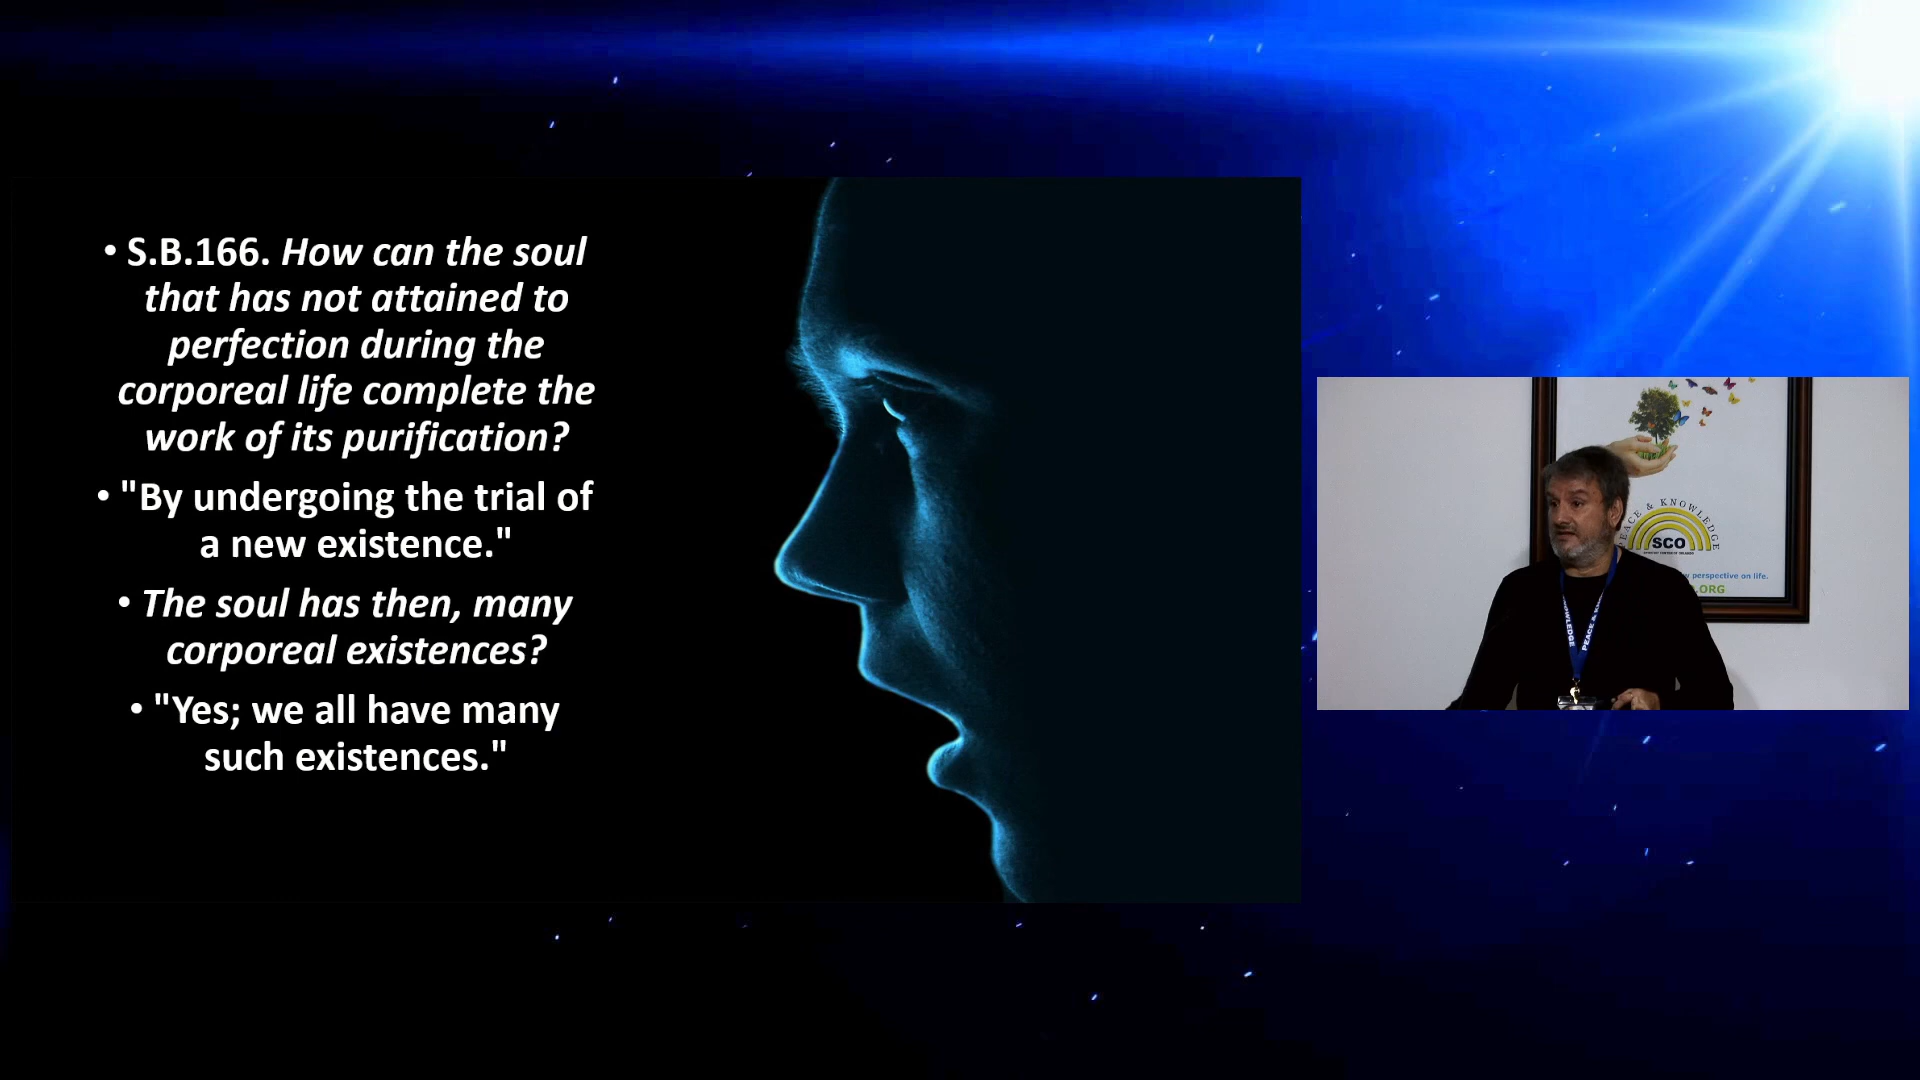 • S.B.166. How can the soul
that has not attained to
perfection during the
corporeal life complete the
work of its purification?
• "By undergoing the trial of
a new existence."
• The soul has then, many
corporeal existences?
• "Yes; we all have many
such existences."
PEACE & KNOWLEDGE
SCO
perspective on life.
.ORG